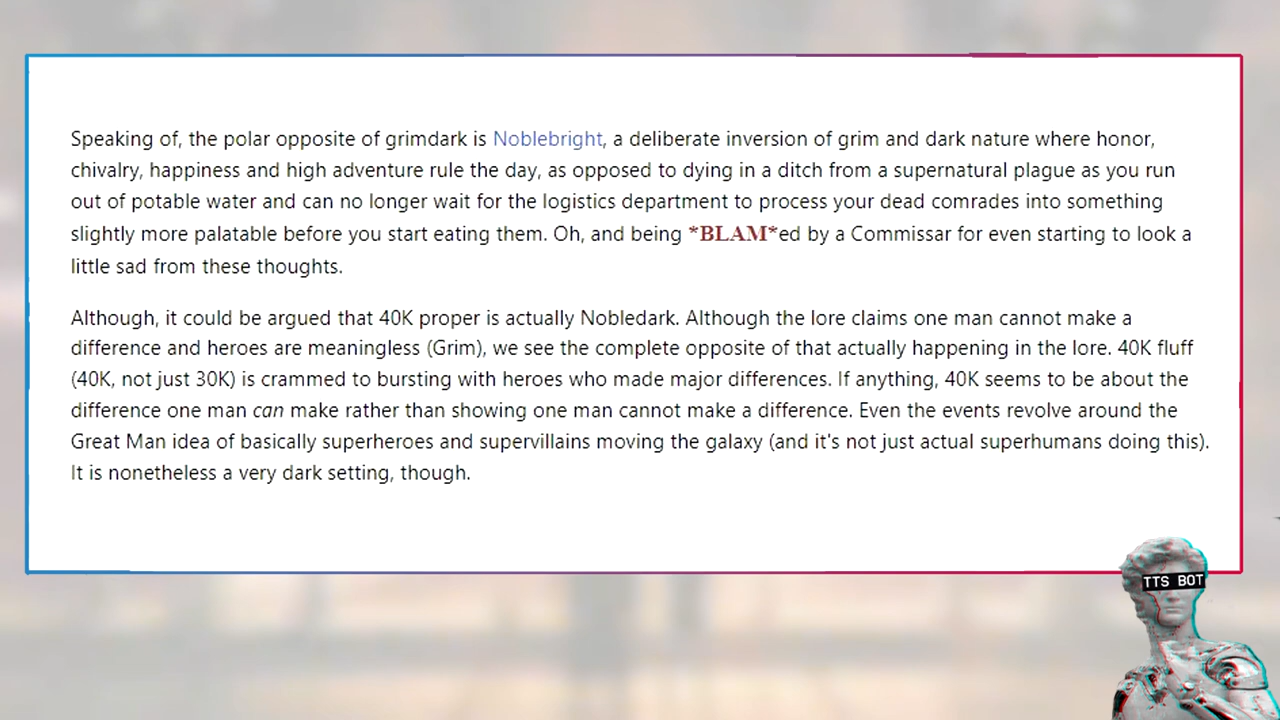 Speaking of, the polar opposite of grimdark is Noblebright, a deliberate inversion of grim and dark nature where honor,
chivalry, happiness and high adventure rule the day, as opposed to dying in a ditch from a supernatural plague as you run
out of potable water and can no longer wait for the logistics department to process your dead comrades into something
slightly more palatable before you start eating them. Oh, and being *BLAM*ed by a Commissar for even starting to look a
little sad from these thoughts.
Although, it could be argued that 40K proper is actually Nobledark. Although the lore claims one man cannot make a
difference and heroes are meaningless (Grim), we see the complete opposite of that actually happening in the lore. 40K fluff
(40K, not just 30K) is crammed to bursting with heroes who made major differences. If anything, 40K seems to be about the
difference one man can make rather than showing one man cannot make a difference. Even the events revolve around the
Great Man idea of basically superheroes and supervillains moving the galaxy (and it's not just actual superhumans doing this).
It is nonetheless a very dark setting, though.
TTS BOT